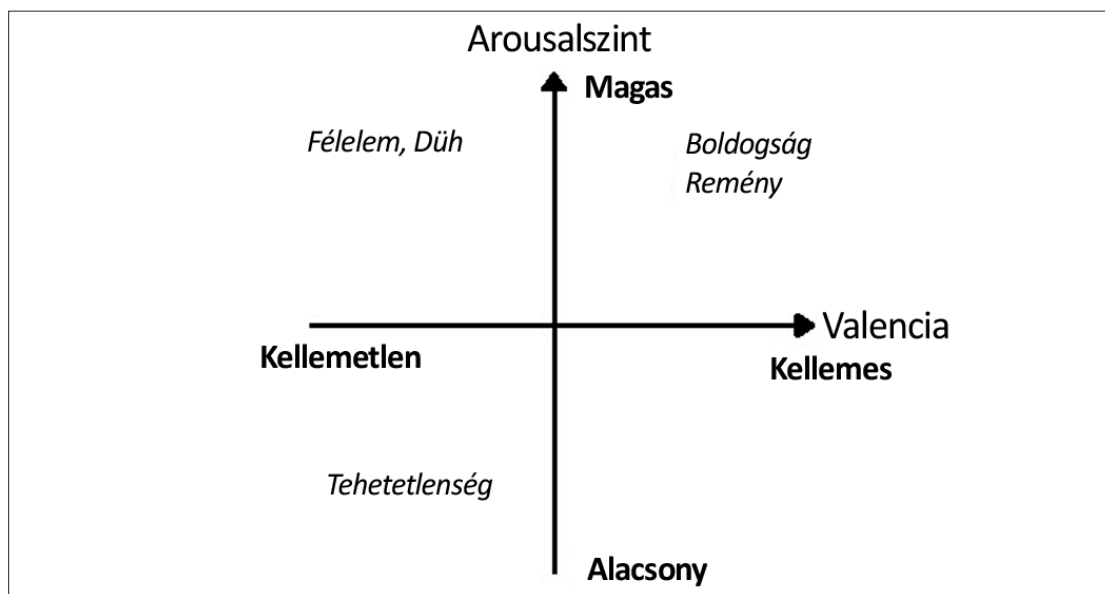 Arousalszint
Magas
Félelem, Düh
Boldogság
Remény
Valencia
Kellemetlen
Kellemes
Tehetetlenség
Alacsony